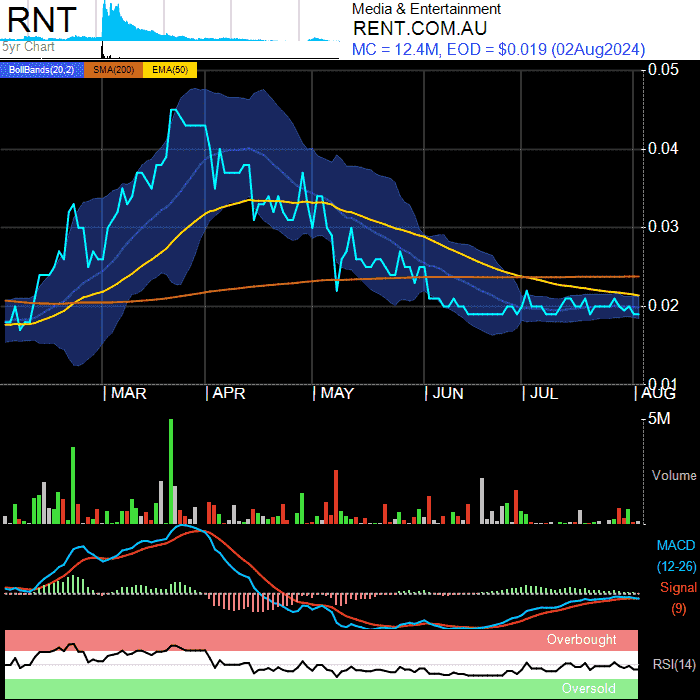 RNT
5yr Chart
Media & Entertainment
RENT.COM.AU
MC = 12.4M, EOD = $0.019 (02Aug2024)
BollBands(20,2) SMA(200) EMA(50)
0.05
0.04
0.03
0.02
0.01
MAR APR MAY JUN JUL AUG
5M
Volume
MACD
(12-26)
Signal
(9)
Overbought
RSI(14)
Oversold